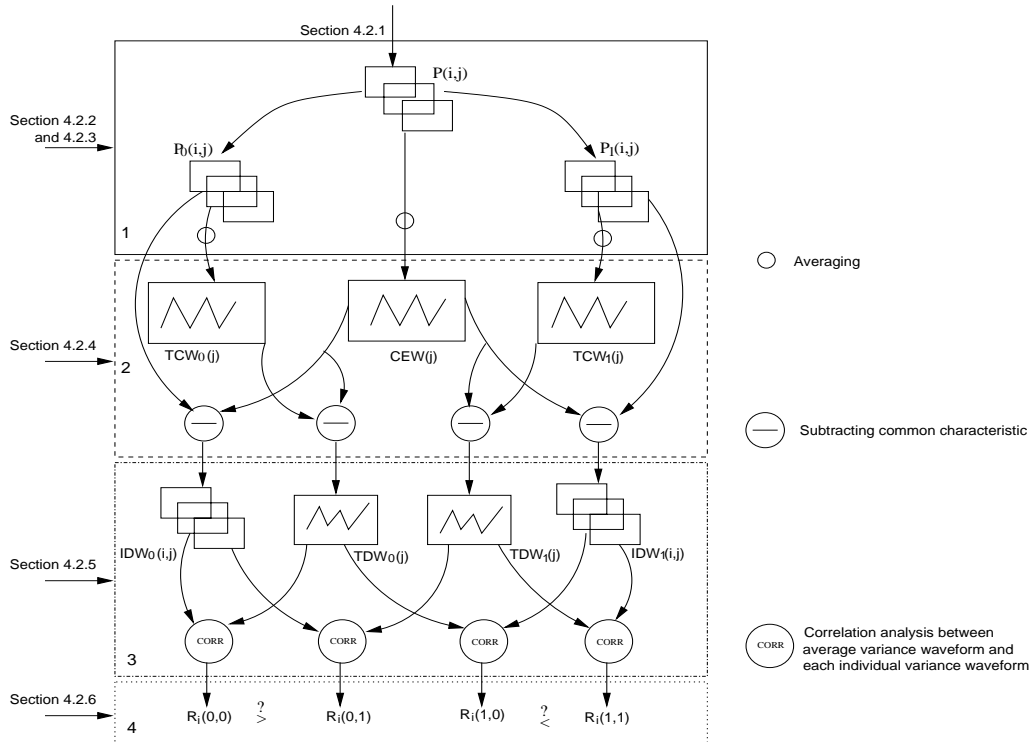 Section 4.2.1
P(i,j)
Section 4.2.2
and 4.2.3
P0(i,j)
P1(i,j)
1
Averaging
TCW0(j)
CEW(j)
TCW1(j)
Section 4.2.4
2
Subtracting common characteristic
IDW0(i,j)
TDW0(j)
TDW1(j)
IDW1(i,j)
Section 4.2.5
CORR
CORR
CORR
CORR
CORR
Correlation analysis between
average variance waveform and
each individual variance waveform
3
Section 4.2.6
Ri(0,0) ? > Ri(0,1) Ri(1,0) ? < Ri(1,1)
4